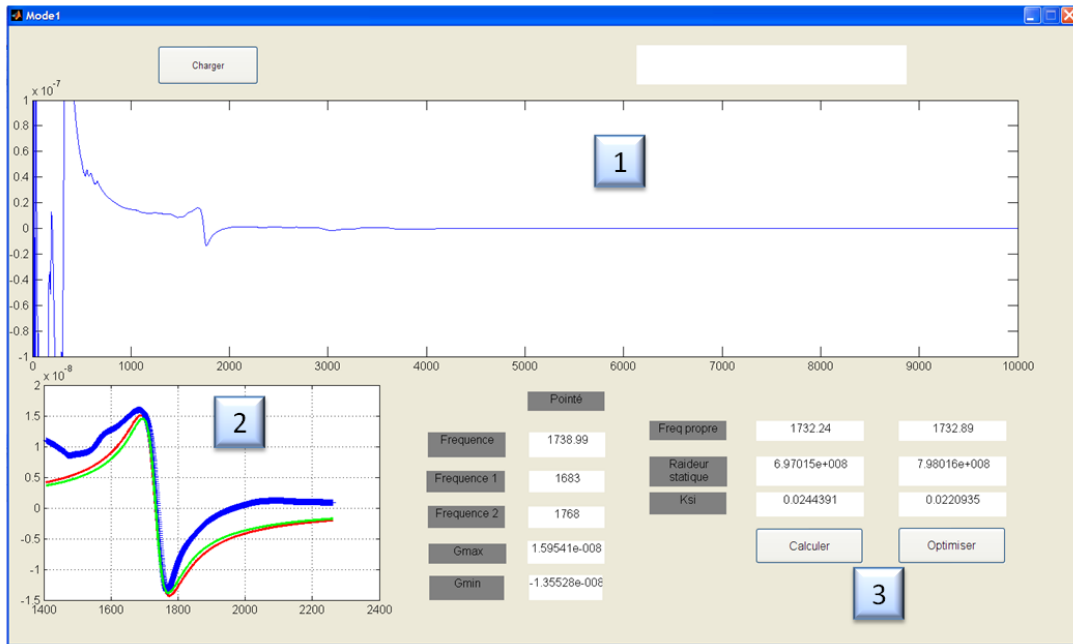 Mode1
Charger
x 10^-7
1
0.8
0.6
0.4
0.2
0
-0.2
-0.4
-0.6
-0.8
-1
0 1000 2000 3000 4000 5000 6000 7000 8000 9000 10000
1
x 10^-8
2
1.5
1
0.5
0
-0.5
-1
-1.5
1400 1600 1800 2000 2200 2400
2
Pointé
Frequence 1738.99
Frequence 1 1683
Frequence 2 1768
Gmax 1.59541e-008
Gmin -1.35528e-008
Freq propre 1732.24 1732.89
Raideur
statique 6.97015e+008 7.98016e+008
Ksi 0.0244391 0.0220935
Calculer Optimiser
3